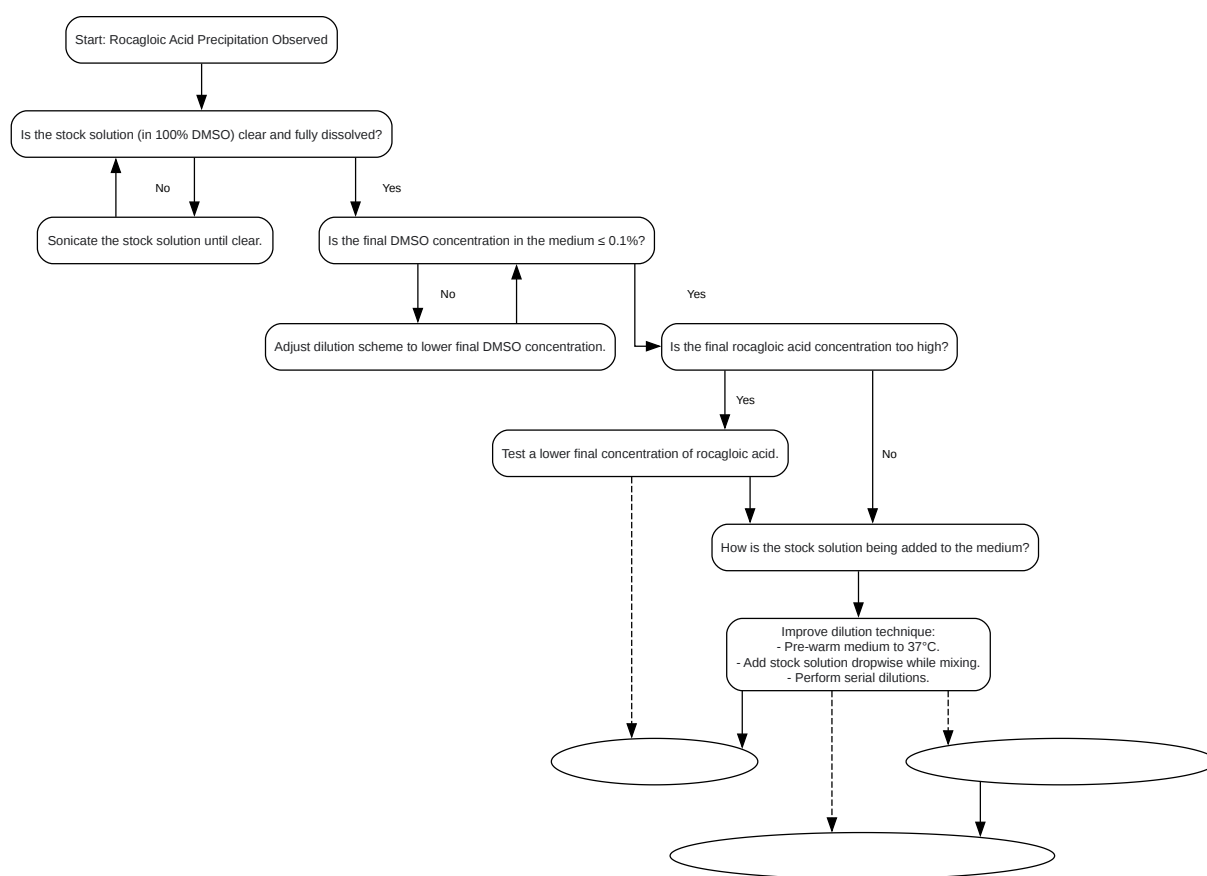 Start: Rocagloic Acid Precipitation Observed
Is the stock solution (in 100% DMSO) clear and fully dissolved?
No
Yes
Sonicate the stock solution until clear.
Is the final DMSO concentration in the medium ≤ 0.1%?
No
Yes
Adjust dilution scheme to lower final DMSO concentration.
Is the final rocagloic acid concentration too high?
Yes
Test a lower final concentration of rocagloic acid.
No
How is the stock solution being added to the medium?
Improve dilution technique:
- Pre-warm medium to 37°C.
- Add stock solution dropwise while mixing.
- Perform serial dilutions.